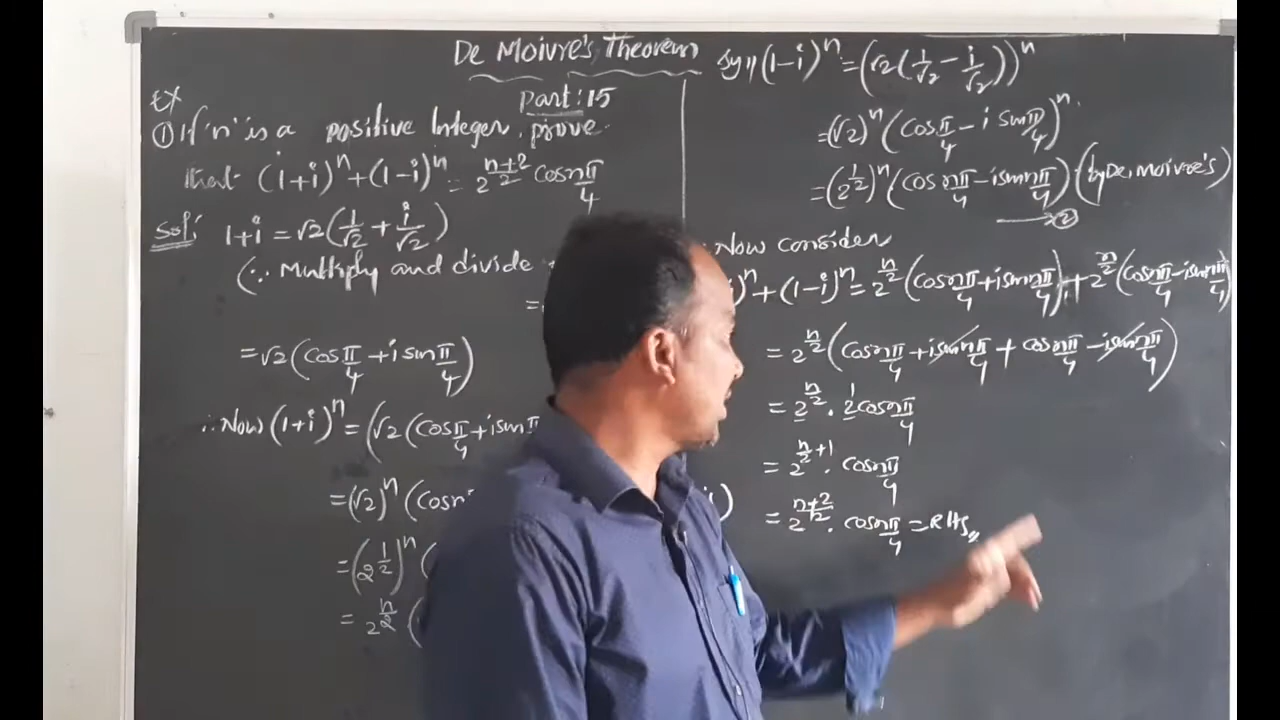 De Moivre's Theorem
Part:15
Ex
① If 'n' is a positive Integer, prove
that (1+i)^n + (1-i)^n = 2^(n+2)/2 cos nπ/4
Sol:
1+i = √2(1/√2 + i/√2)
(∵ Multiply and divide
=
= √2(cos π/4 + i sin π/4)
∴ Now (1+i)^n = (√2(cos π/4 + i sin π
= (√2)^n (cos n
= (2^1/2)^n (
= 2^n/2 (
|||ly (1-i)^n = (√2(1/√2 - i/√2))^n
= (√2)^n (cos π/4 - i sin π/4)^n
= (2^1/2)^n (cos nπ/4 - i sin nπ/4) (by De, Moivre's)
→ ②
Now consider
)^n + (1-i)^n = 2^n/2 (cos nπ/4 + i sin nπ/4) + 2^n/2 (cos nπ/4 - i sin nπ/4)
= 2^n/2 (cos nπ/4 + i sin nπ/4 + cos nπ/4 - i sin nπ/4)
= 2^n/2 . 2^1 cos nπ/4
= 2^n/2+1 . cos nπ/4
= 2^(n+2)/2 . cos nπ/4 = RHS